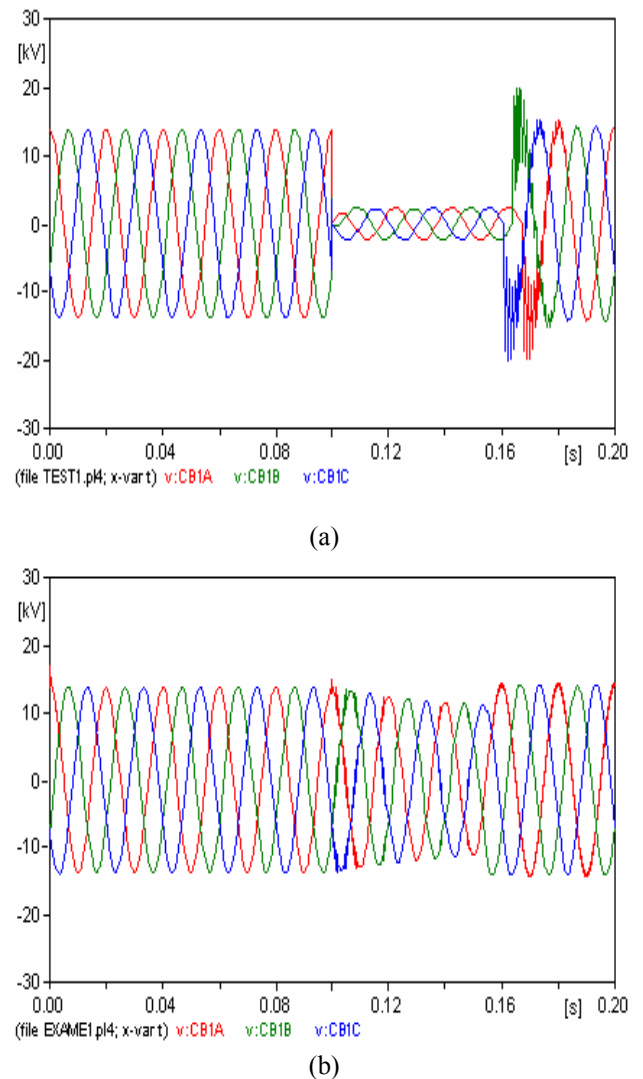 30
[kV]
20
10
0
-10
-20
-30
0.00 0.04 0.08 0.12 0.16 [s] 0.20
(file TEST1.pl4; x-var t) v:CB1A v:CB1B v:CB1C
(a)
30
[kV]
20
10
0
-10
-20
-30
0.00 0.04 0.08 0.12 0.16 [s] 0.20
(file EXAME1.pl4; x-var t) v:CB1A v:CB1B v:CB1C
(b)